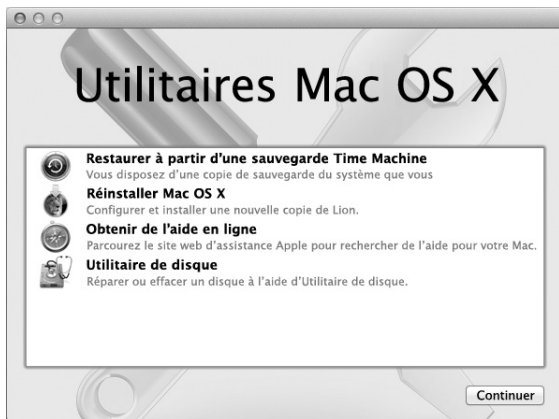 Utilitaires Mac OS X
Restaurer à partir d'une sauvegarde Time Machine
Vous disposez d'une copie de sauvegarde du système que vous
Réinstaller Mac OS X
Configurer et installer une nouvelle copie de Lion.
Obtenir de l'aide en ligne
Parcourez le site web d'assistance Apple pour rechercher de l'aide pour votre Mac.
Utilitaire de disque
Réparer ou effacer un disque à l'aide d'Utilitaire de disque.
Continuer